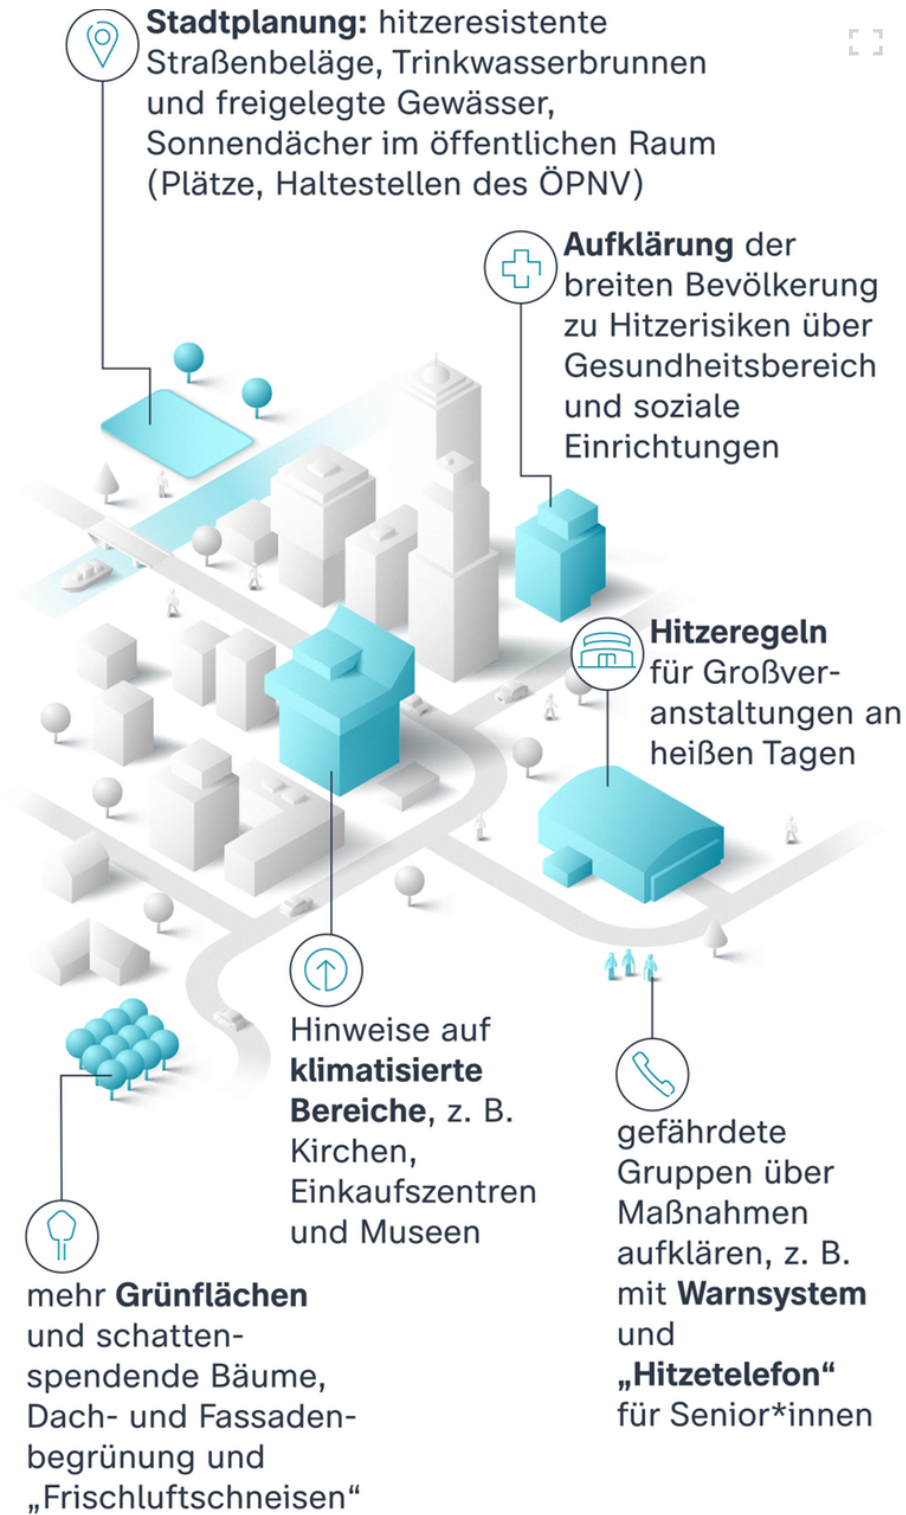 Stadtplanung: hitzeresistente
Straßenbeläge, Trinkwasserbrunnen
und freigelegte Gewässer,
Sonnendächer im öffentlichen Raum
(Plätze, Haltestellen des ÖPNV)
Aufklärung der
breiten Bevölkerung
zu Hitzerisiken über
Gesundheitsbereich
und soziale
Einrichtungen
Hitzeregeln
für Großver-
anstaltungen an
heißen Tagen
Hinweise auf
klimatisierte
Bereiche, z. B.
Kirchen,
Einkaufszentren
und Museen
gefährdete
Gruppen über
Maßnahmen
aufklären, z. B.
mit Warnsystem
und
„Hitzetelefon“
für Senior*innen
mehr Grünflächen
und schatten-
spendende Bäume,
Dach- und Fassaden-
begrünung und
„Frischluftschneisen“